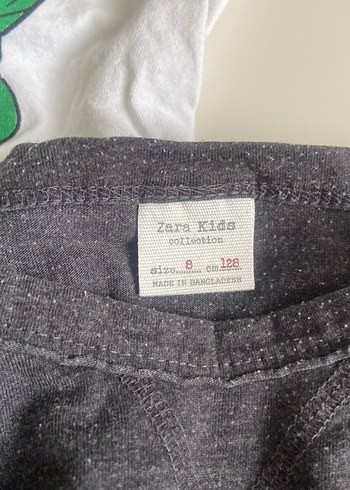 Zara Kids
collection
size 8 cm 128
MADE IN BANGLADESH